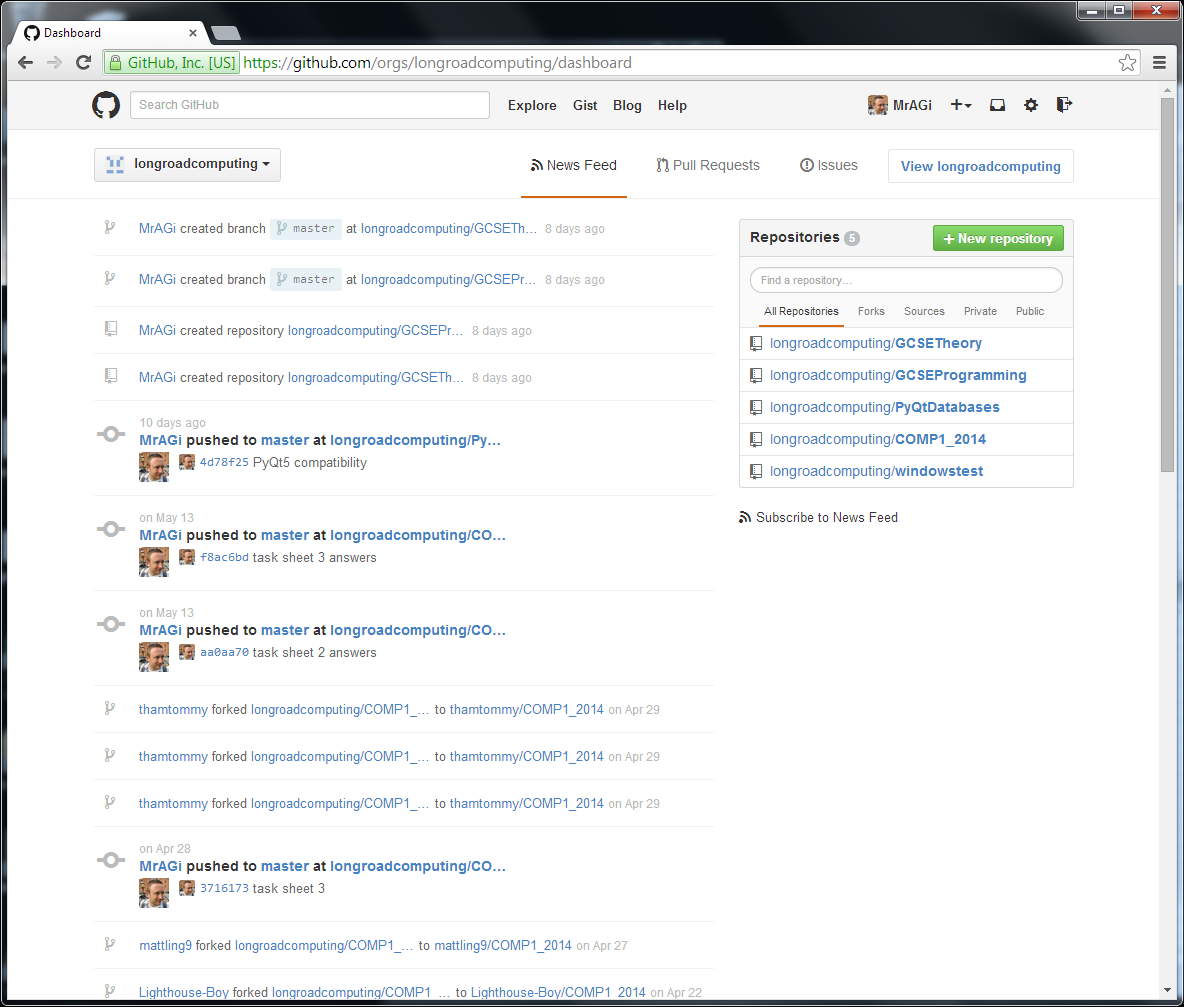 Dashboard
GitHub, Inc. [US] https://github.com/orgs/longroadcomputing/dashboard
Search GitHub Explore Gist Blog Help MrAGi
longroadcomputing News Feed Pull Requests Issues View longroadcomputing
MrAGi created branch master at longroadcomputing/GCSETh... 8 days ago
MrAGi created branch master at longroadcomputing/GCSEPr... 8 days ago
MrAGi created repository longroadcomputing/GCSEPr... 8 days ago
MrAGi created repository longroadcomputing/GCSETh... 8 days ago
10 days ago
MrAGi pushed to master at longroadcomputing/Py...
4d78f25 PyQt5 compatibility
on May 13
MrAGi pushed to master at longroadcomputing/CO...
f8ac6bd task sheet 3 answers
on May 13
MrAGi pushed to master at longroadcomputing/CO...
aa0aa70 task sheet 2 answers
thamtommy forked longroadcomputing/COMP1_... to thamtommy/COMP1_2014 on Apr 29
thamtommy forked longroadcomputing/COMP1_... to thamtommy/COMP1_2014 on Apr 29
thamtommy forked longroadcomputing/COMP1_... to thamtommy/COMP1_2014 on Apr 29
on Apr 28
MrAGi pushed to master at longroadcomputing/CO...
3716173 task sheet 3
mattling9 forked longroadcomputing/COMP1_... to mattling9/COMP1_2014 on Apr 27
Lighthouse-Boy forked longroadcomputing/COMP1_... to Lighthouse-Boy/COMP1_2014 on Apr 22
Repositories 5 + New repository
Find a repository...
All Repositories Forks Sources Private Public
longroadcomputing/GCSETheory
longroadcomputing/GCSEProgramming
longroadcomputing/PyQtDatabases
longroadcomputing/COMP1_2014
longroadcomputing/windowstest
Subscribe to News Feed